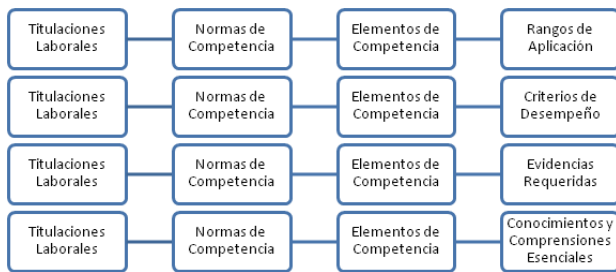 Titulaciones
Laborales
Normas de
Competencia
Elementos de
Competencia
Rangos de
Aplicación
Titulaciones
Laborales
Normas de
Competencia
Elementos de
Competencia
Criterios de
Desempeño
Titulaciones
Laborales
Normas de
Competencia
Elementos de
Competencia
Evidencias
Requeridas
Titulaciones
Laborales
Normas de
Competencia
Elementos de
Competencia
Conocimientos y
Comprensiones
Esenciales